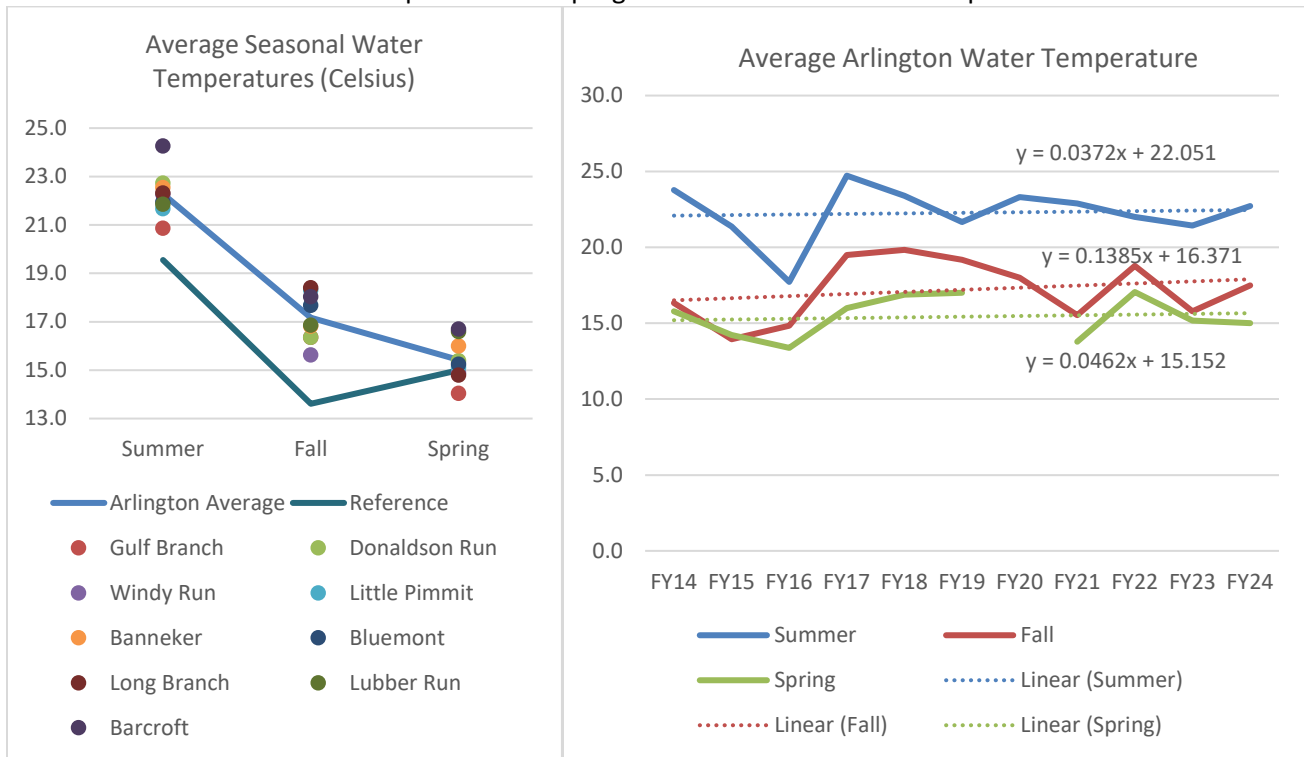 Average Seasonal Water
Temperatures (Celsius)
25.0
23.0
21.0
19.0
17.0
15.0
13.0
Summer Fall Spring
Arlington Average Reference
Gulf Branch Donaldson Run
Windy Run Little Pimmit
Banneker Bluemont
Long Branch Lubber Run
Barcroft
Average Arlington Water Temperature
30.0
25.0
20.0
15.0
10.0
5.0
0.0
y = 0.0372x + 22.051
y = 0.1385x + 16.371
y = 0.0462x + 15.152
FY14 FY15 FY16 FY17 FY18 FY19 FY20 FY21 FY22 FY23 FY24
Summer Fall
Spring Linear (Summer)
Linear (Fall) Linear (Spring)